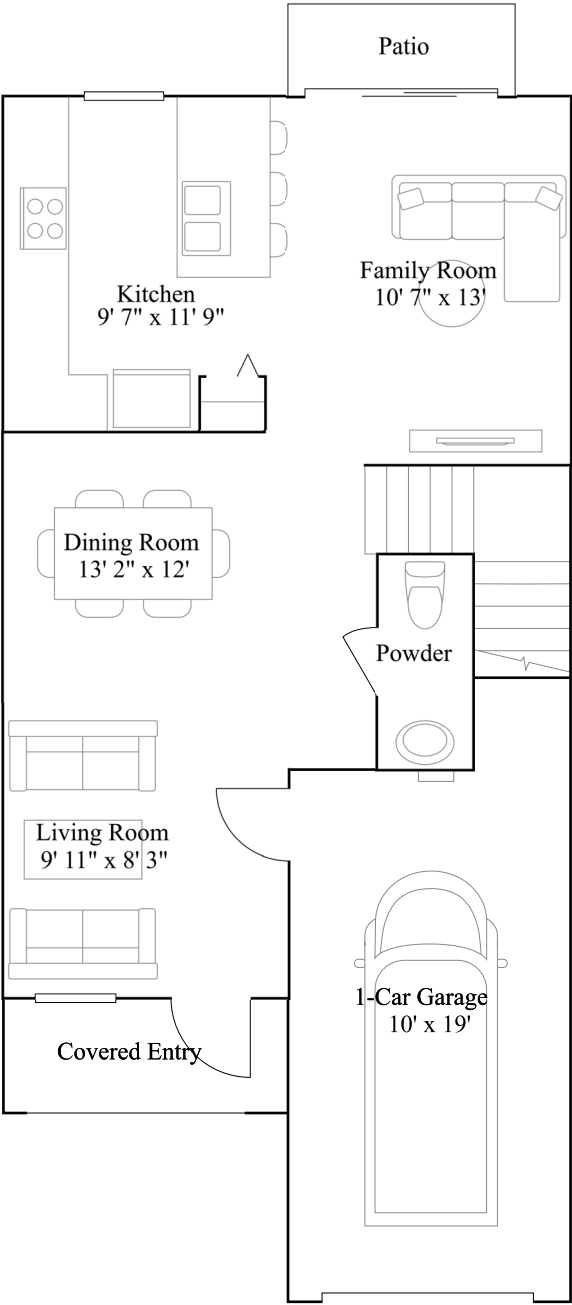 Patio
Family Room
10' 7" x 13'
Kitchen
9' 7" x 11' 9"
Dining Room
13' 2" x 12'
Powder
Living Room
9' 11" x 8' 3"
1-Car Garage
10' x 19'
Covered Entry